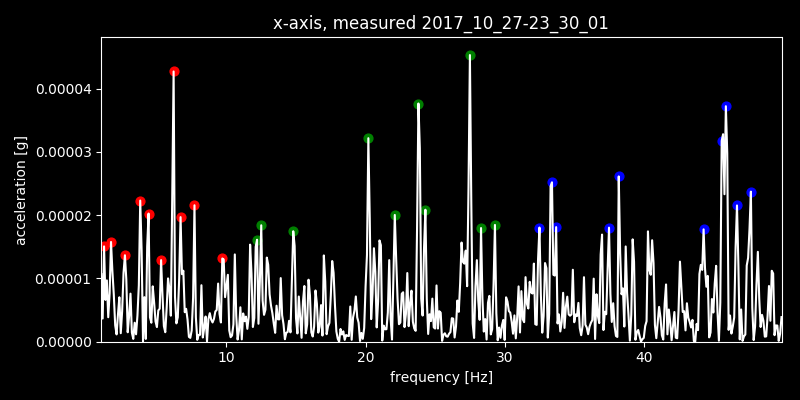 x-axis, measured 2017_10_27-23_30_01
acceleration [g]
0.00004
0.00003
0.00002
0.00001
0.00000
10 20 30 40
frequency [Hz]